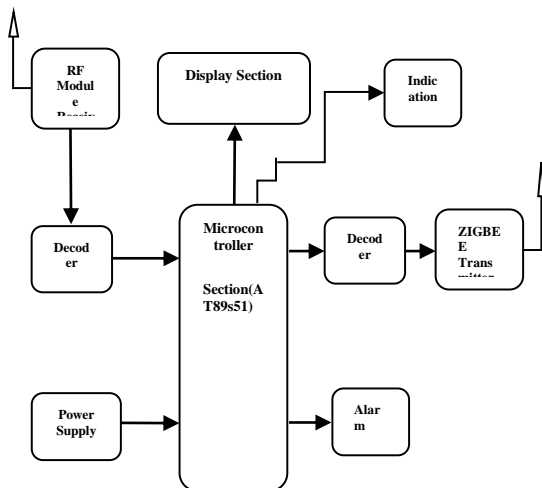 RF
Modul
e
Display Section
Indic
ation
Decod
er
Microcon
troller
Section(A
T89s51)
Decod
er
ZIGBE
E
Trans
Power
Supply
Alar
m